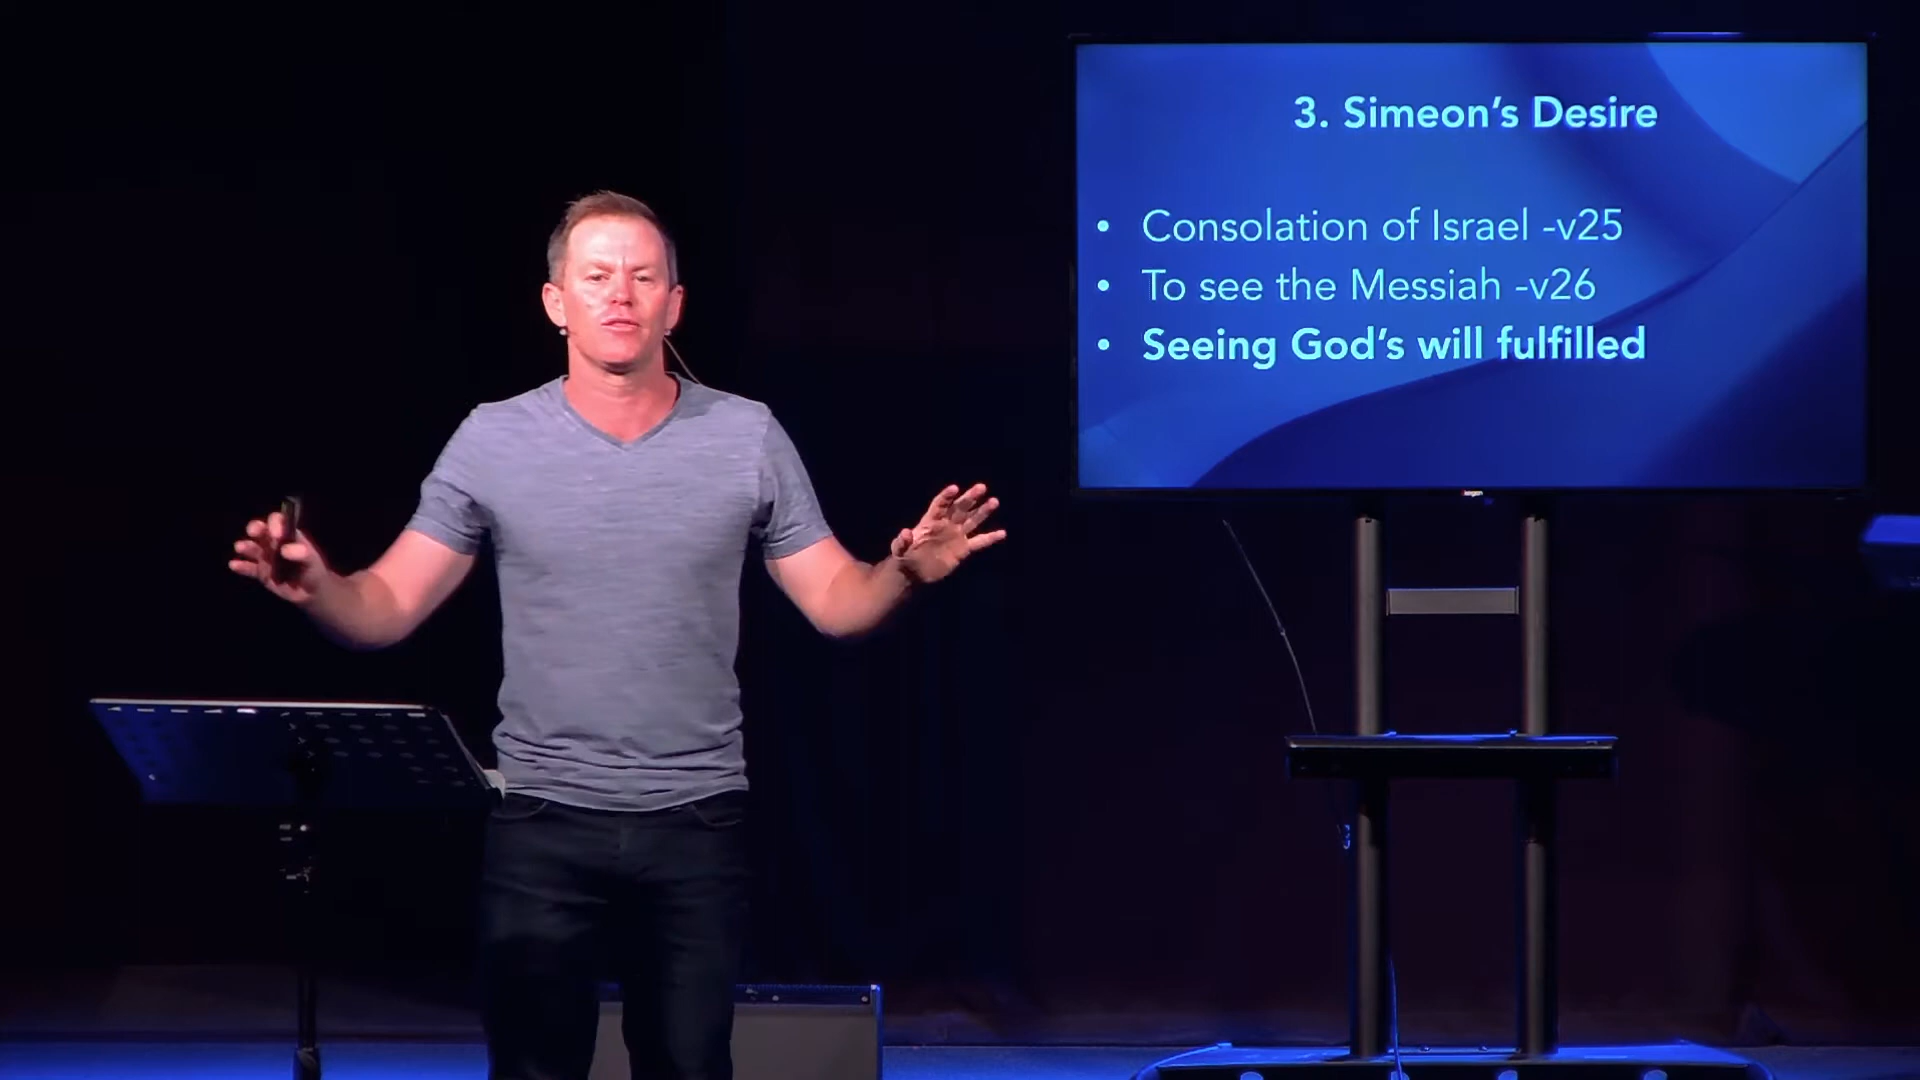 3. Simeon's Desire
• Consolation of Israel -v25
• To see the Messiah -v26
• Seeing God's will fulfilled